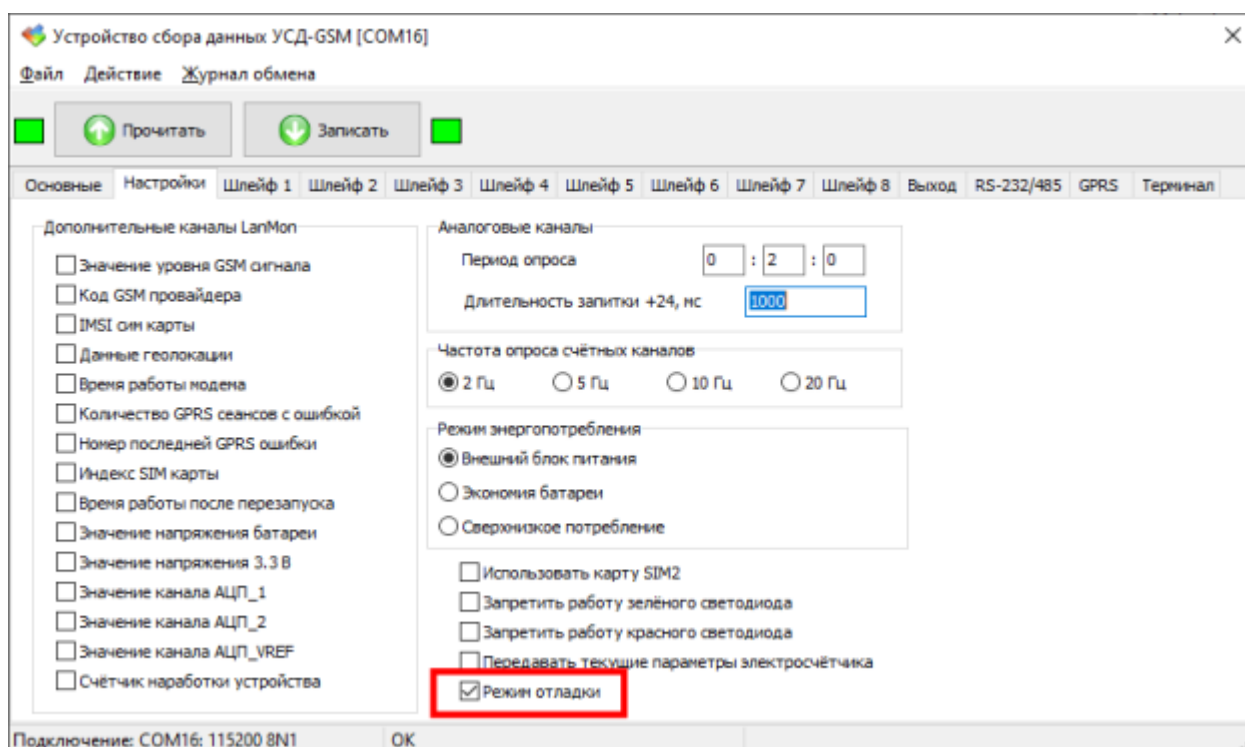 Устройство сбора данных УСД-GSM [COM16]
Файл Действие Журнал обмена
Прочитать Записать
Основные Настройки Шлейф 1 Шлейф 2 Шлейф 3 Шлейф 4 Шлейф 5 Шлейф 6 Шлейф 7 Шлейф 8 Выход RS-232/485 GPRS Терминал
Дополнительные каналы LanMon
Значение уровня GSM сигнала
Код GSM провайдера
IMSI сим карты
Данные геолокации
Время работы модема
Количество GPRS сеансов с ошибкой
Номер последней GPRS ошибки
Индекс SIM карты
Время работы после перезапуска
Значение напряжения батареи
Значение напряжения 3.3 В
Значение канала АЦП_1
Значение канала АЦП_2
Значение канала АЦП_VREF
Счётчик наработки устройства
Аналоговые каналы
Период опроса 0 : 2 : 0
Длительность запитки +24, мс 1000
Частота опроса счётных каналов
2 Гц 5 Гц 10 Гц 20 Гц
Режим энергопотребления
Внешний блок питания
Экономия батареи
Сверхнизкое потребление
Использовать карту SIM2
Запретить работу зелёного светодиода
Запретить работу красного светодиода
Передавать текущие параметры электросчётчика
Режим отладки
Подключение: COM16: 115200 8N1 OK